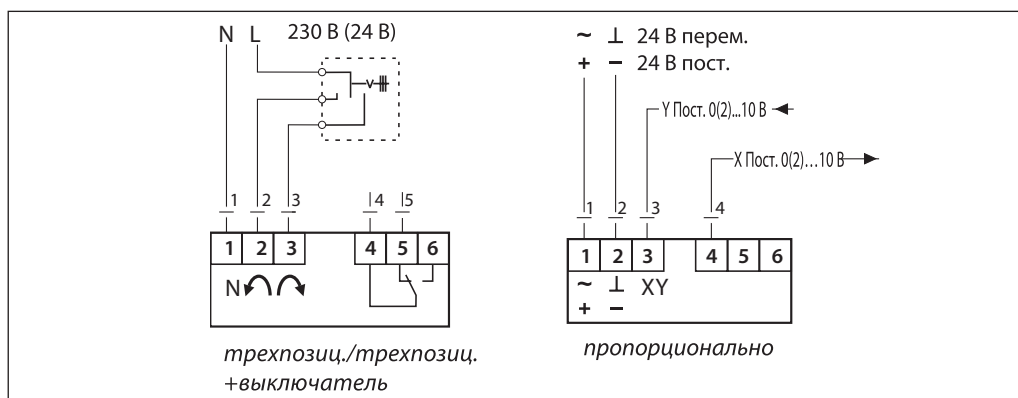 N L 230 В (24 В)
1 2 3 4 5
1 2 3 4 5 6
N
трехпозиц./трехпозиц.
+выключатель
~ ⊥ 24 В перем.
+ – 24 В пост.
Y Пост. 0(2)...10 В
X Пост. 0(2)…10 В
1 2 3 4
1 2 3 4 5 6
~ ⊥ XY
+ –
пропорционально